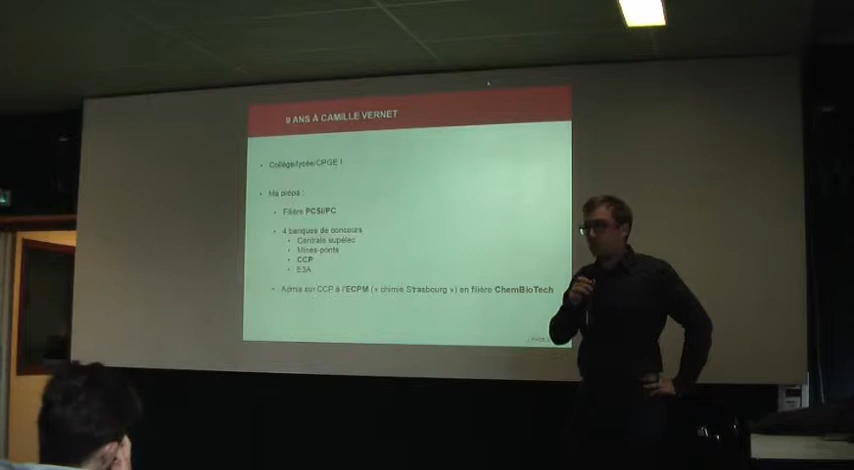 9 ANS À CAMILLE VERNET
• Collège/lycée/CPGE !
• Ma prépa :
• Filière PCSI/PC
• 4 banques de concours
• Centrale supélec
• Mines-ponts
• CCP
• E3A
• Admis sur CCP à l'ECPM (« chimie Strasbourg ») en filière ChemBioTech